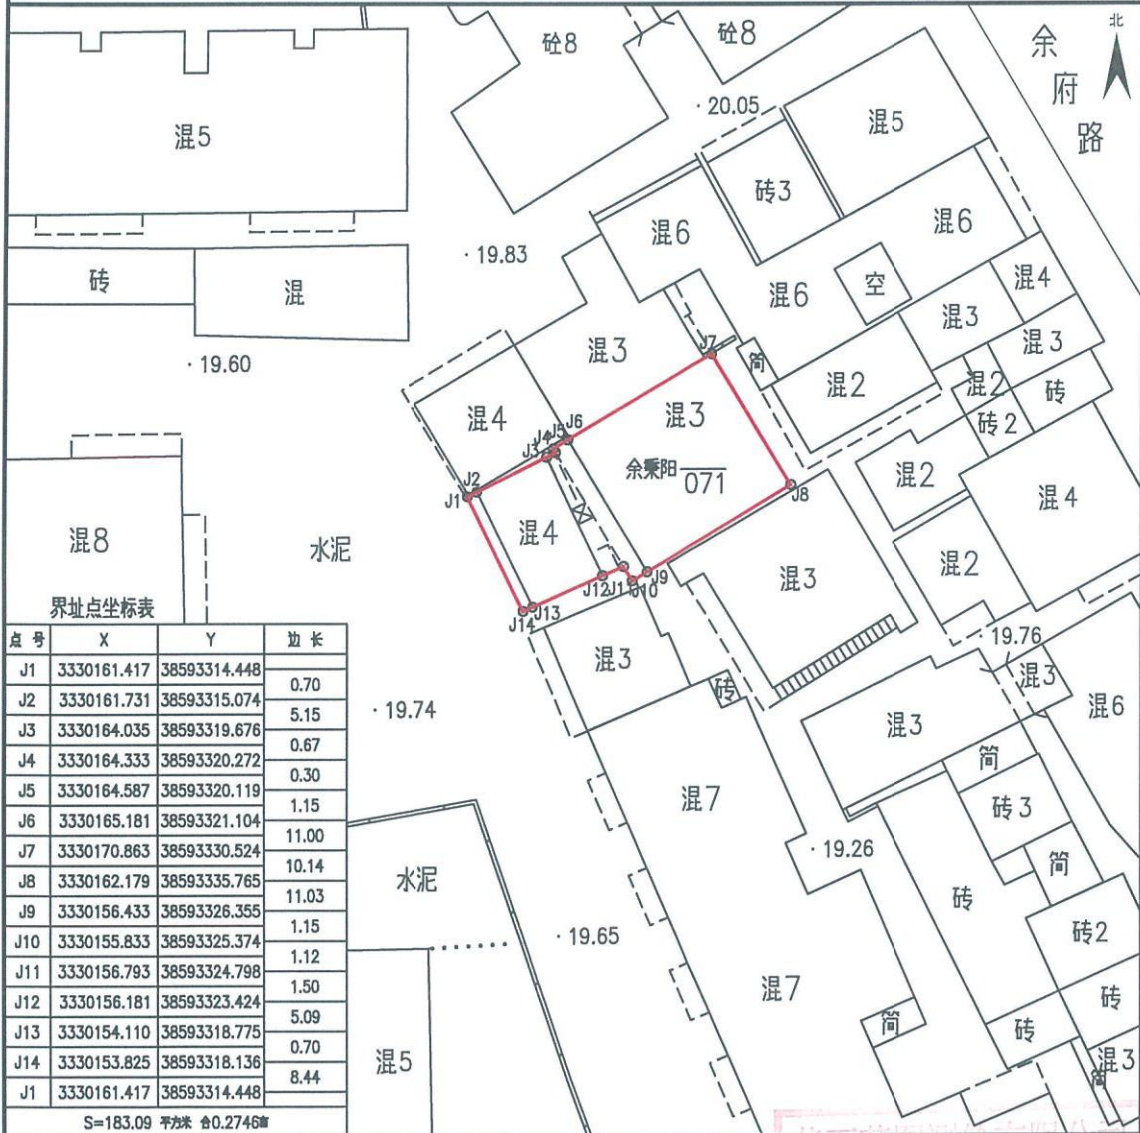 北
余
府
路
砼8
砼8
混5
·20.05
混5
砖3
混6
混6
·19.83
砖
混
混6
空
混4
混3
混3
·19.60
混3
J7
简
混2
混2
砖
混4
J6
J5
J4
J3
混3
砖2
余秉阳 071
J2
J1
J8
混2
混4
混8
水泥
混4
混2
混3
J9
J10
J11
J12
J13
J14
·19.76
混3
混3
混6
砖
·19.74
混3
简
混7
砖3
·19.26
简
水泥
砖
砖2
·19.65
混7
砖
简
砖
混5
混3
简
界址点坐标表
点号 X Y 边长
J1 3330161.417 38593314.448
0.70
J2 3330161.731 38593315.074
5.15
J3 3330164.035 38593319.676
0.67
J4 3330164.333 38593320.272
0.30
J5 3330164.587 38593320.119
1.15
J6 3330165.181 38593321.104
11.00
J7 3330170.863 38593330.524
10.14
J8 3330162.179 38593335.765
11.03
J9 3330156.433 38593326.355
1.15
J10 3330155.833 38593325.374
1.12
J11 3330156.793 38593324.798
1.50
J12 3330156.181 38593323.424
5.09
J13 3330154.110 38593318.775
0.70
J14 3330153.825 38593318.136
8.44
J1 3330161.417 38593314.448
S=183.09 平方米 合0.2746亩